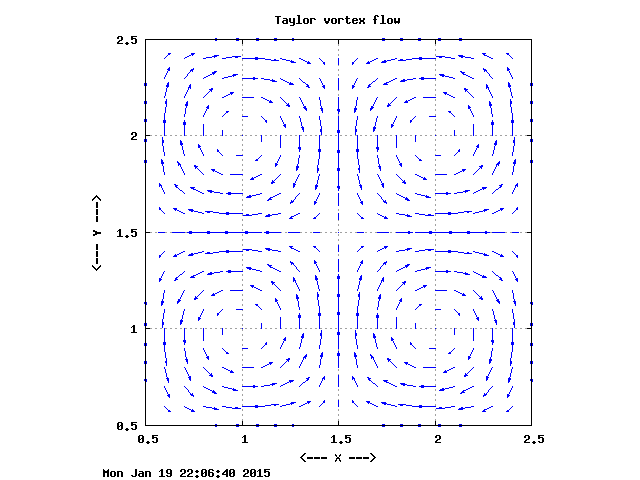 Taylor vortex flow
2.5
2
1.5
1
0.5
<--- Y --->
0.5 1 1.5 2 2.5
<--- X --->
Mon Jan 19 22:06:40 2015